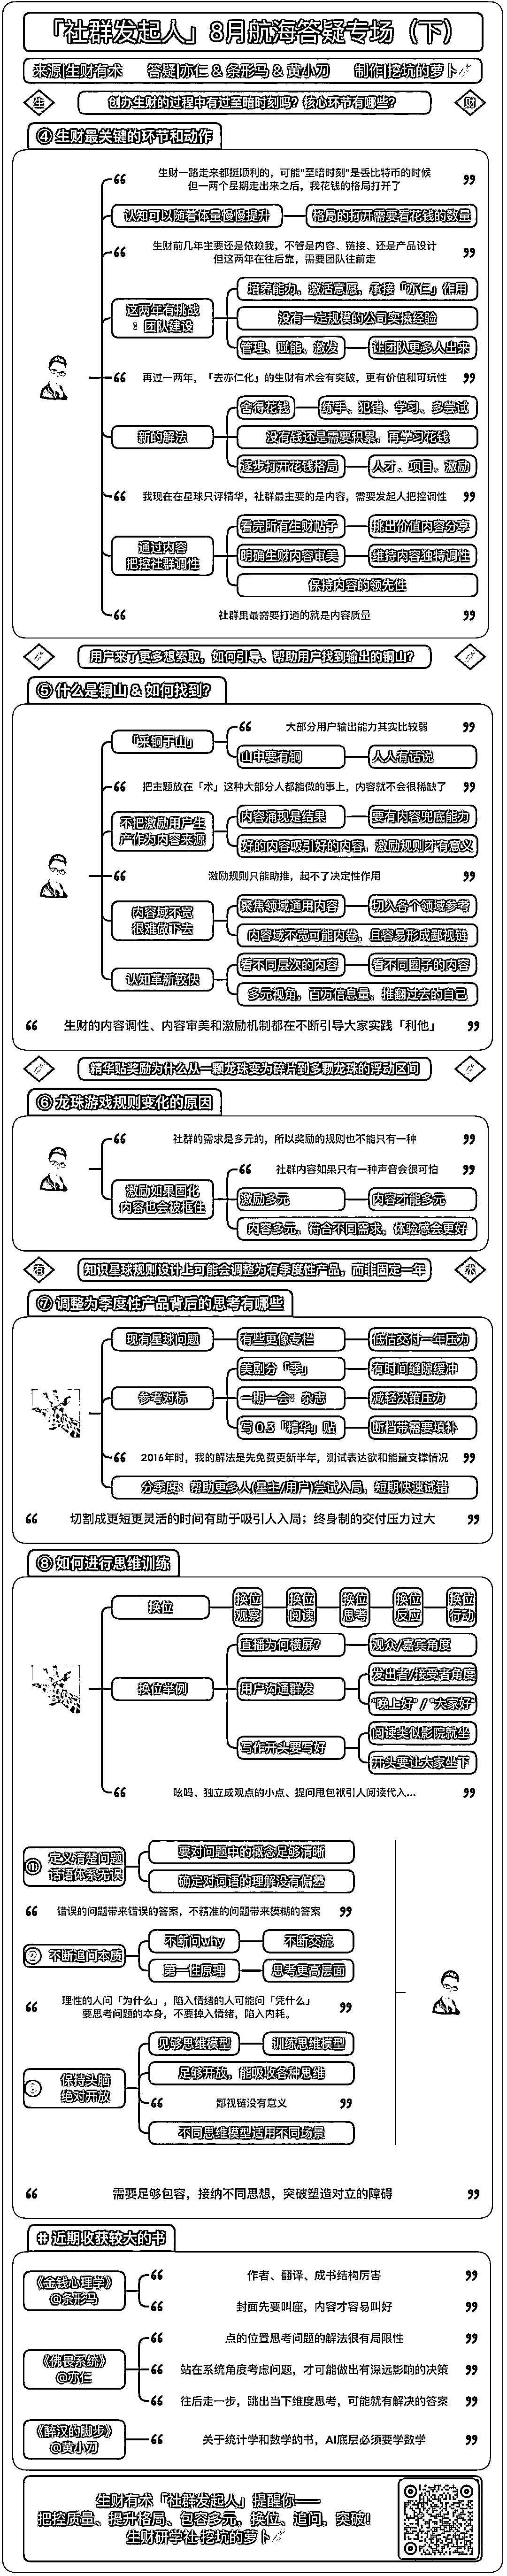 「社群发起人」8月航海答疑专场（下）
来源|生财有术 答疑|亦仁 & 条形马 & 黄小刀 制作|挖坑的萝卜
生 创办生财的过程中有过至暗时刻吗？核心环节有哪些？ 财
④ 生财最关键的环节和动作
生财一路走来都挺顺利的，可能“至暗时刻”是丢比特币的时候
但一两个星期走出来之后，我花钱的格局打开了
认知可以随着体量慢慢提升 格局的打开需要看花钱的数量
生财前几年主要还是依赖我，不管是内容、链接、还是产品设计
但这两年在往后靠，需要团队往前走
这两年有挑战
：团队建设
培养能力、激活意愿，承接「亦仁」作用
没有一定规模的公司实操经验
管理、赋能、激发 让团队更多人出来
再过一两年，「去亦仁化」的生财有术会有突破，更有价值和可玩性
新的解法
舍得花钱 练手、犯错、学习、多尝试
没有钱还是需要积累，再学习花钱
逐步打开花钱格局 人才、项目、激励
我现在在星球只评精华，社群最主要的是内容，需要发起人把控调性
通过内容
把控社群调性
看完所有生财帖子 挑出价值内容分享
明确生财内容审美 维持内容独特调性
保持内容的领先性
社群里最需要打通的就是内容质量
用户来了更多想索取，如何引导、帮助用户找到输出的铜山？
⑤ 什么是铜山 & 如何找到？
「采铜于山」
大部分用户输出能力其实比较弱
山中要有铜 人人有话说
把主题放在「术」这种大部分人都能做的事上，内容就不会很稀缺了
不把激励用户生
产作为内容来源
内容涌现是结果 要有内容兜底能力
好的内容吸引好的内容，激励规则才有意义
激励规则只能助推，起不了决定性作用
内容域不宽
很难做下去
聚焦领域通用内容 切入各个领域参考
内容域不宽可能内卷，且容易形成鄙视链
认知革新较快
看不同层次的内容 看不同圈子的内容
多元视角，百万信息量，推翻过去的自己
生财的内容调性、内容审美和激励机制都在不断引导大家实践「利他」
精华贴奖励为什么从一颗龙珠变为碎片到多颗龙珠的浮动区间
⑥ 龙珠游戏规则变化的原因
社群的需求是多元的，所以奖励的规则也不能只有一种
激励如果固化
内容也会被框住
社群内容如果只有一种声音会很可怕
激励多元 内容才能多元
内容多元，符合不同需求，体验感会更好
有 知识星球规则设计上可能会调整为有季度性产品，而非固定一年 术
⑦ 调整为季度性产品背后的思考有哪些
现有星球问题 有些更像专栏 低估交付一年压力
参考对标
美剧分「季」 有时间缝隙缓冲
一期一会：杂志 减轻决策压力
写 0.3「精华」贴 断档带需要填补
2016年时，我的解法是先免费更新半年，测试表达欲和能量支撑情况
分季度：帮助更多人(星主/用户)尝试入局，短期快速试错
切割成更短更灵活的时间有助于吸引人入局；终身制的交付压力过大
⑧ 如何进行思维训练
换位
换位观察 换位阅读 换位思考 换位反应 换位行动
换位举例
直播为何横屏？ 观众/嘉宾角度
用户沟通群发
发出者/接受者角度
“晚上好” / “大家好”
写作开头要写好
阅读类似影院就坐
开头要让大家坐下
吆喝、独立成观点的小点、提问甩包袱引人阅读代入…
① 定义清楚问题
话语体系无误
要对问题中的概念足够清晰
确定对词语的理解没有偏差
错误的问题带来错误的答案，不精准的问题带来模糊的答案
② 不断追问本质
不断问why 不断交流
第一性原理 思考更高层面
理性的人问「为什么」，陷入情绪的人可能问「凭什么」
要思考问题的本身，不要掉入情绪，陷入内耗。
③ 保持头脑
绝对开放
见够思维模型 训练思维模型
足够开放，能吸收各种思维
鄙视链没有意义
不同思维模型适用不同场景
需要足够包容，接纳不同思想，突破塑造对立的障碍
# 近期收获较大的书
《金钱心理学》
@条形马
作者、翻译、成书结构厉害
封面先要叫座，内容才容易叫好
《佛畏系统》
@亦仁
点的位置思考问题的解法很有局限性
站在系统角度考虑问题，才可能做出有深远影响的决策
往后走一步，跳出当下维度思考，可能就有解决的答案
《醉汉的脚步》
@黄小刀
关于统计学和数学的书，AI底层必须要学数学
生财有术「社群发起人」提醒你——
把控质量、提升格局、包容多元，换位、追问，突破！
生财研学社·挖坑的萝卜